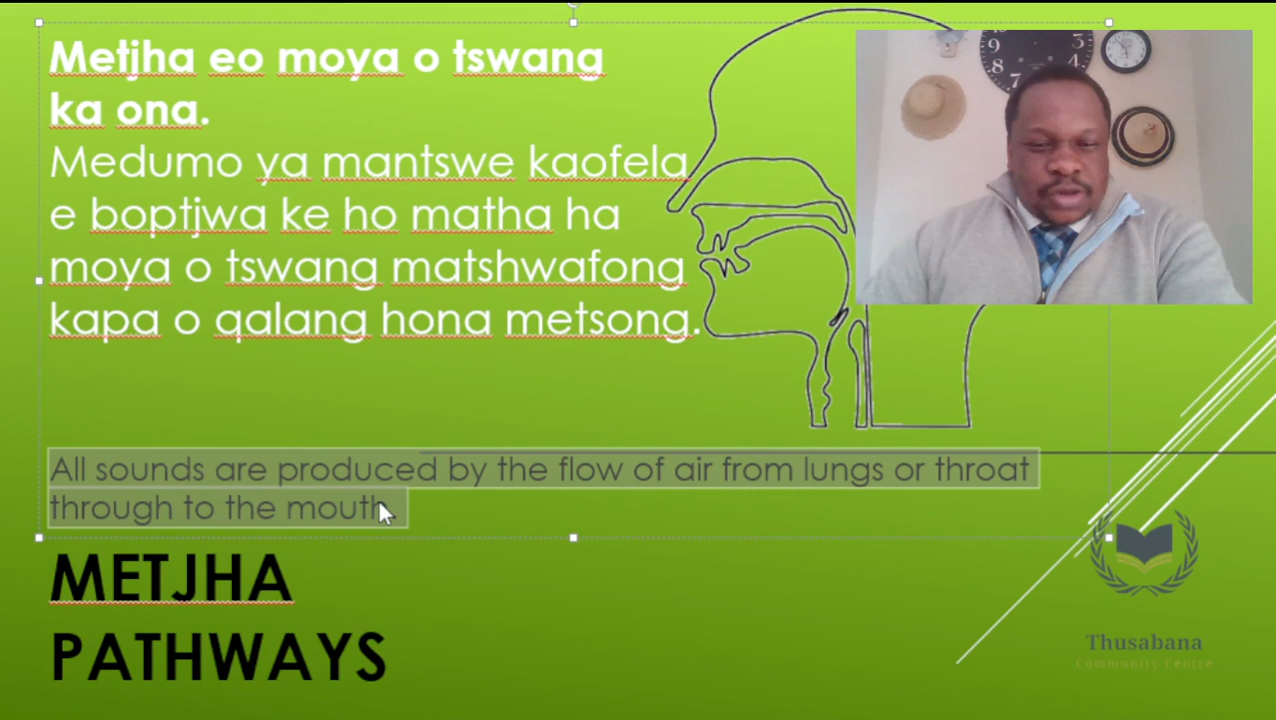 Metjha eo moya o tswang
ka ona.
Medumo ya mantswe kaofela
e boptjwa ke ho matha ha
moya o tswang matshwafong
kapa o qalang hona metsong.
All sounds are produced by the flow of air from lungs or throat
through to the mouth.
METJHA
PATHWAYS
Thusabana
Community Centre